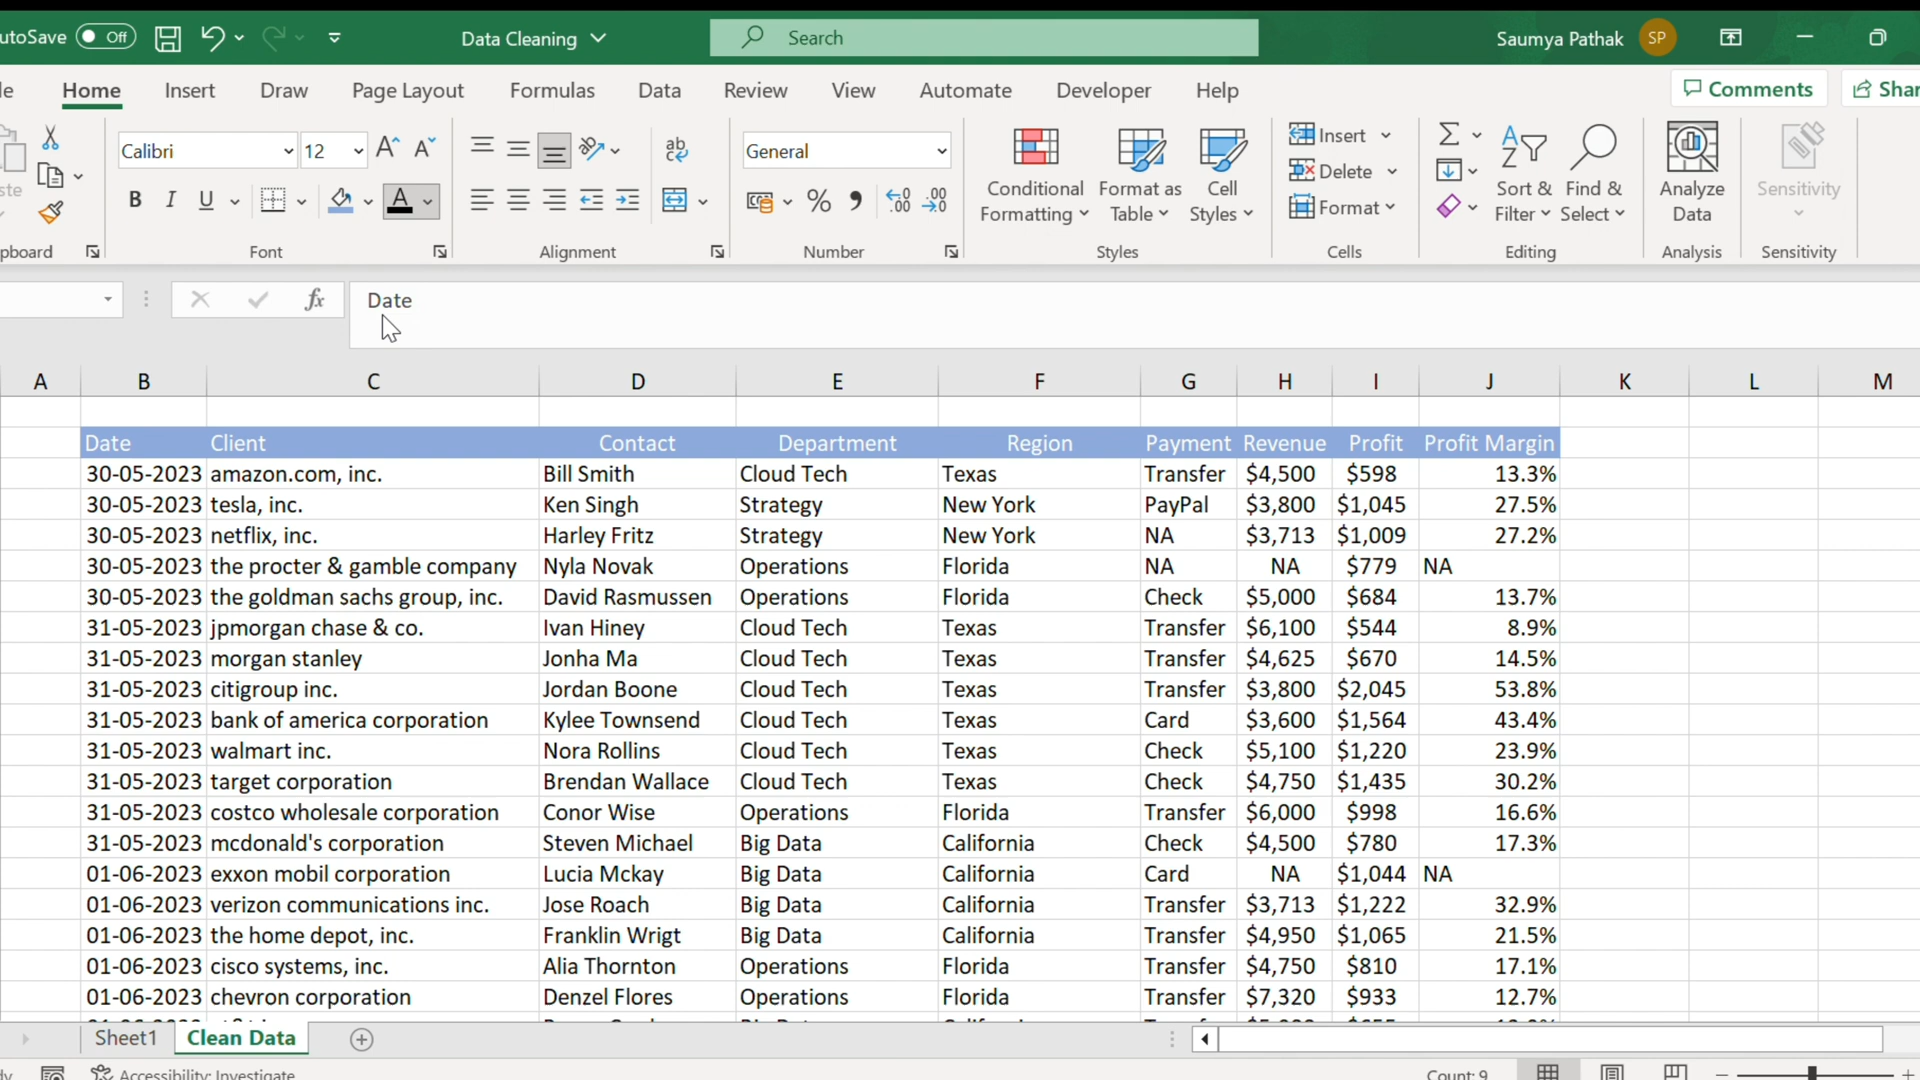 utoSave Off Data Cleaning Search Saumya Pathak SP
le Home Insert Draw Page Layout Formulas Data Review View Automate Developer Help Comments Shar
Calibri 12 General Insert
ab
Delete
ste B I U A % Conditional Formatting Format as Table Cell Styles Format Sort & Filter Find & Select Analyze Data Sensitivity
pboard Font Alignment Number Styles Cells Editing Analysis Sensitivity
fx Date
A B C D E F G H I J K L M
Date Client Contact Department Region Payment Revenue Profit Profit Margin
30-05-2023 amazon.com, inc. Bill Smith Cloud Tech Texas Transfer $4,500 $598 13.3%
30-05-2023 tesla, inc. Ken Singh Strategy New York PayPal $3,800 $1,045 27.5%
30-05-2023 netflix, inc. Harley Fritz Strategy New York NA $3,713 $1,009 27.2%
30-05-2023 the procter & gamble company Nyla Novak Operations Florida NA NA $779 NA
30-05-2023 the goldman sachs group, inc. David Rasmussen Operations Florida Check $5,000 $684 13.7%
31-05-2023 jpmorgan chase & co. Ivan Hiney Cloud Tech Texas Transfer $6,100 $544 8.9%
31-05-2023 morgan stanley Jonha Ma Cloud Tech Texas Transfer $4,625 $670 14.5%
31-05-2023 citigroup inc. Jordan Boone Cloud Tech Texas Transfer $3,800 $2,045 53.8%
31-05-2023 bank of america corporation Kylee Townsend Cloud Tech Texas Card $3,600 $1,564 43.4%
31-05-2023 walmart inc. Nora Rollins Cloud Tech Texas Check $5,100 $1,220 23.9%
31-05-2023 target corporation Brendan Wallace Cloud Tech Texas Check $4,750 $1,435 30.2%
31-05-2023 costco wholesale corporation Conor Wise Operations Florida Transfer $6,000 $998 16.6%
31-05-2023 mcdonald's corporation Steven Michael Big Data California Check $4,500 $780 17.3%
01-06-2023 exxon mobil corporation Lucia Mckay Big Data California Card NA $1,044 NA
01-06-2023 verizon communications inc. Jose Roach Big Data California Transfer $3,713 $1,222 32.9%
01-06-2023 the home depot, inc. Franklin Wrigt Big Data California Transfer $4,950 $1,065 21.5%
01-06-2023 cisco systems, inc. Alia Thornton Operations Florida Transfer $4,750 $810 17.1%
01-06-2023 chevron corporation Denzel Flores Operations Florida Transfer $7,320 $933 12.7%
Sheet1 Clean Data
dy Accessibility: Investigate Count: 9